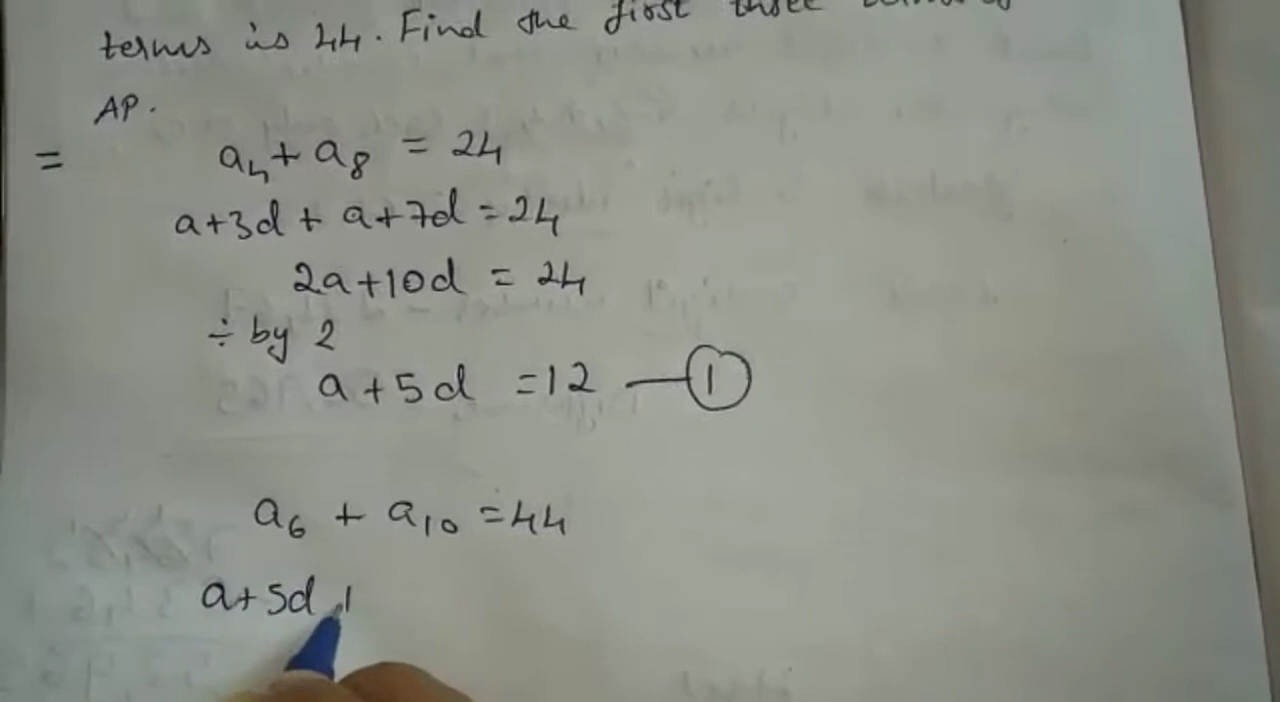 terms is 44. Find the first three
AP.
= a₄ + a₈ = 24
a+3d + a+7d = 24
2a+10d = 24
÷ by 2
a + 5d = 12 — ①
a₆ + a₁₀ = 44
a+5d